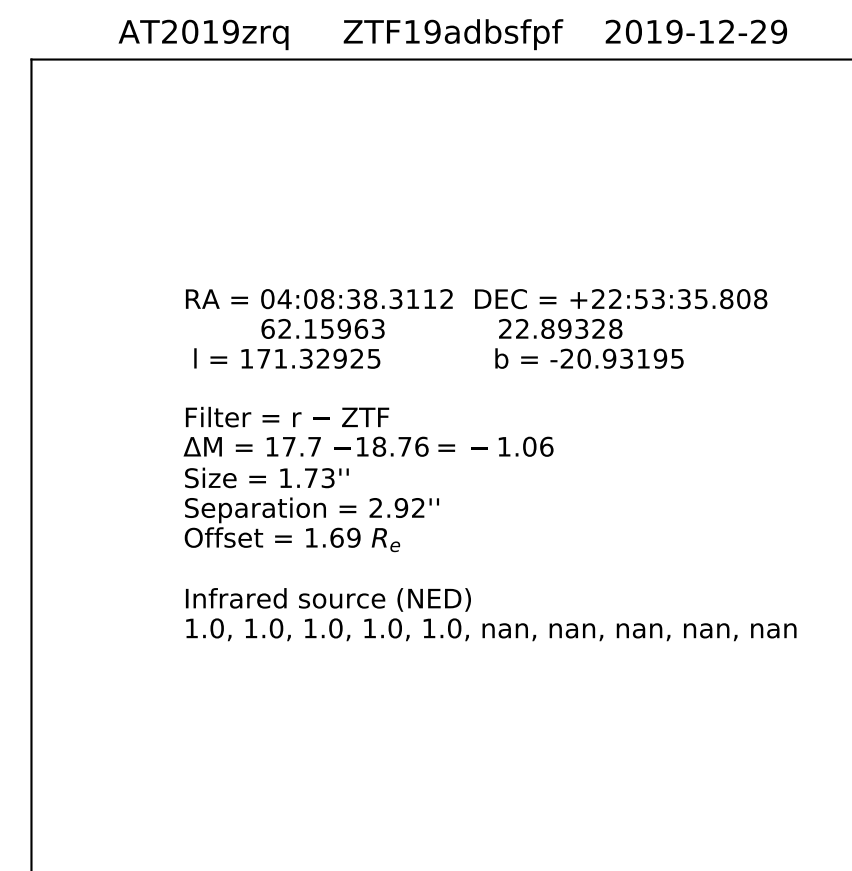 AT2019zrq ZTF19adbsfpf 2019-12-29
RA = 04:08:38.3112 DEC = +22:53:35.808
62.15963 22.89328
l = 171.32925 b = -20.93195
Filter = r − ZTF
ΔM = 17.7 −18.76 = − 1.06
Size = 1.73''
Separation = 2.92''
Offset = 1.69 Rₑ
Infrared source (NED)
1.0, 1.0, 1.0, 1.0, 1.0, nan, nan, nan, nan, nan